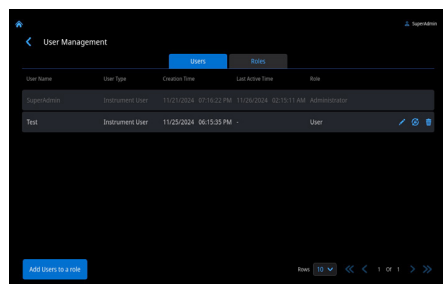 SuperAdmin
User Management
Users Roles
User Name User Type Creation Time Last Active Time Role
SuperAdmin Instrument User 11/21/2024 07:16:22 PM 11/26/2024 02:15:11 AM Administrator
Test Instrument User 11/25/2024 06:15:35 PM - User
Add Users to a role Rows 10 1 Of 1